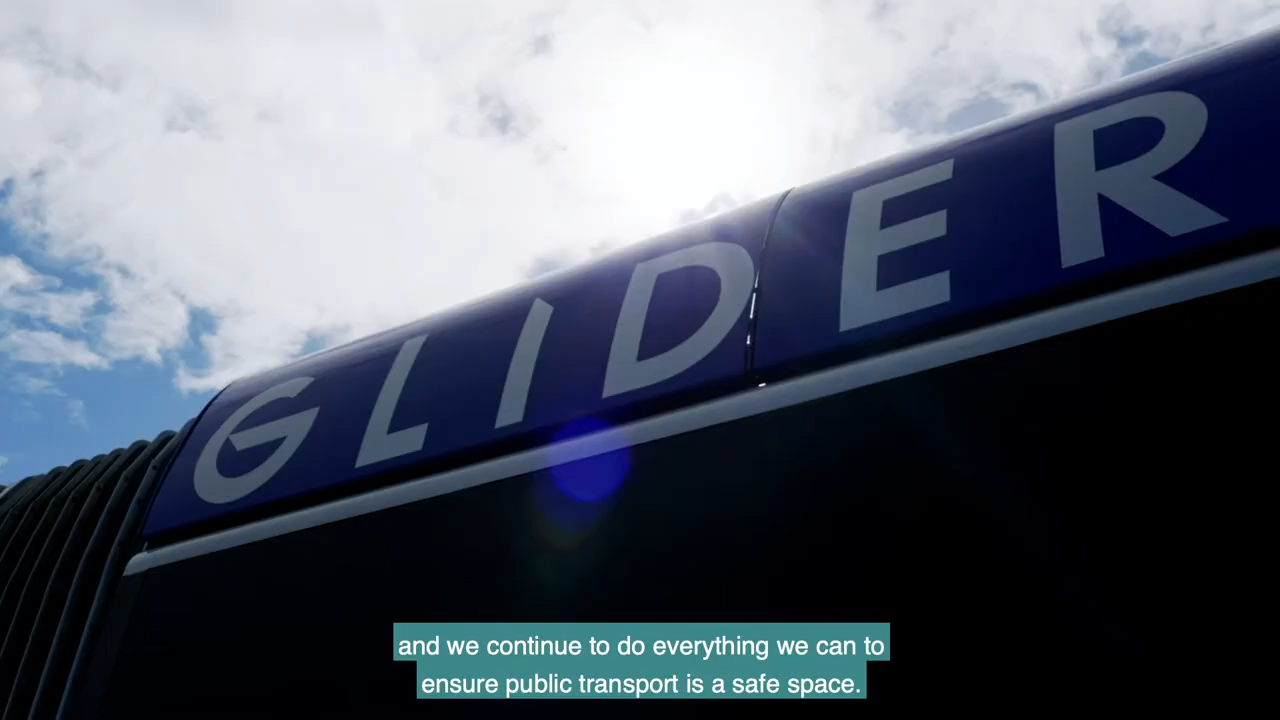 GLIDER
and we continue to do everything we can to
ensure public transport is a safe space.